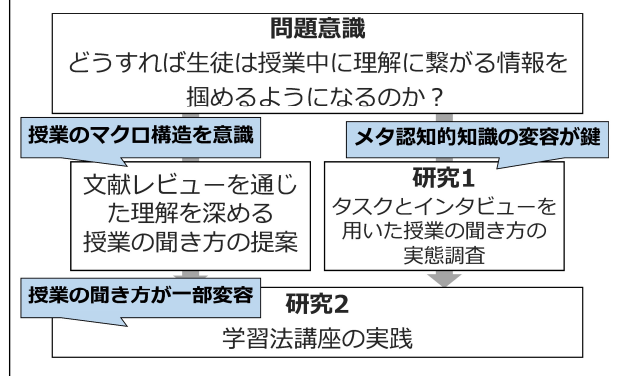 問題意識
どうすれば生徒は授業中に理解に繋がる情報を
掴めるようになるのか？
授業のマクロ構造を意識
メタ認知的知識の変容が鍵
文献レビューを通じ
た理解を深める
授業の聞き方の提案
研究1
タスクとインタビューを
用いた授業の聞き方の
実態調査
授業の聞き方が一部変容
研究2
学習法講座の実践